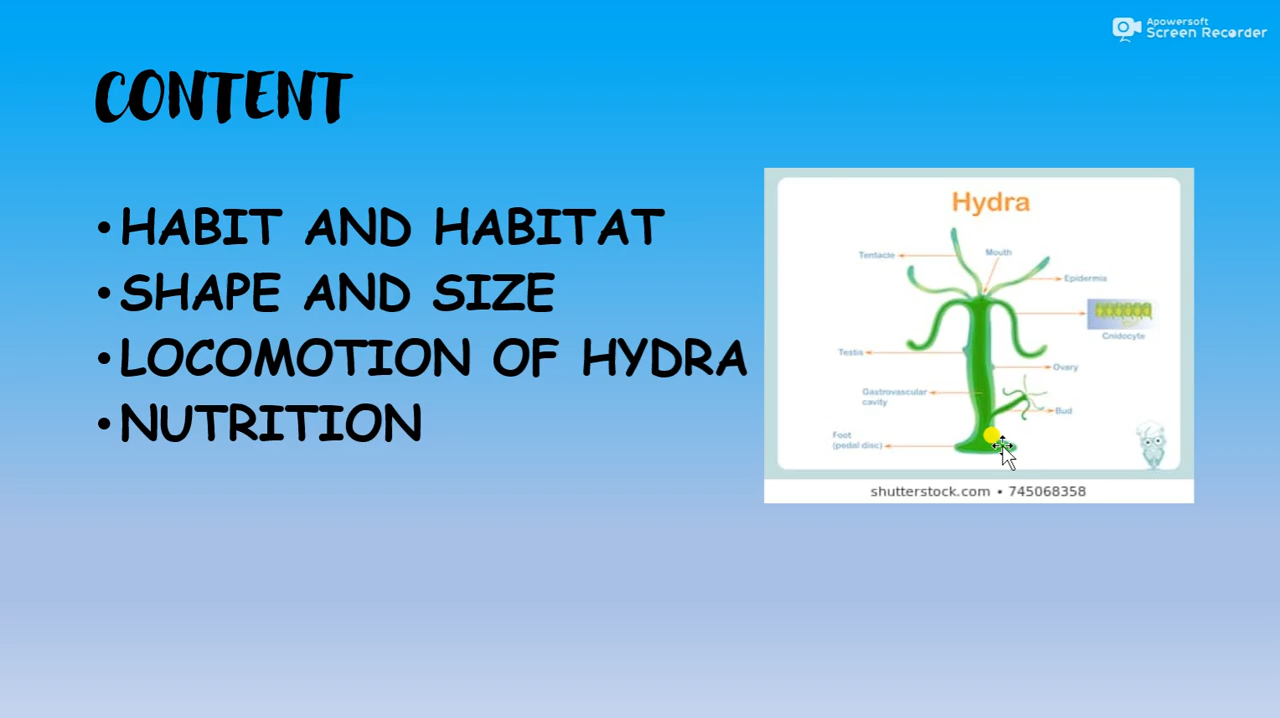 Apowersoft
Screen Recorder
CONTENT
•HABIT AND HABITAT
•SHAPE AND SIZE
•LOCOMOTION OF HYDRA
•NUTRITION
Hydra
Tentacle
Mouth
Epidermia
Cnidocyte
Testis
Ovary
Gastrovascular
cavity
Bud
Foot
(pedal disc)
shutterstock.com • 745068358